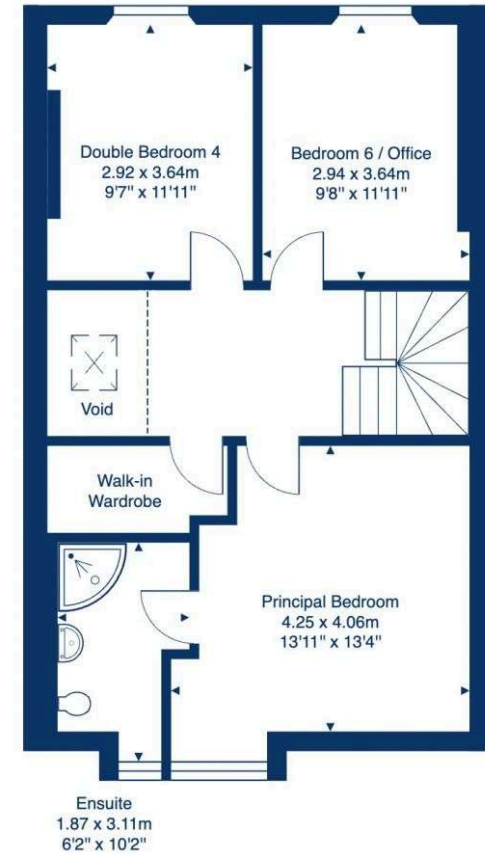 Double Bedroom 4
2.92 x 3.64m
9'7" x 11'11"
Bedroom 6 / Office
2.94 x 3.64m
9'8" x 11'11"
Void
Walk-in
Wardrobe
Principal Bedroom
4.25 x 4.06m
13'11" x 13'4"
Ensuite
1.87 x 3.11m
6'2" x 10'2"